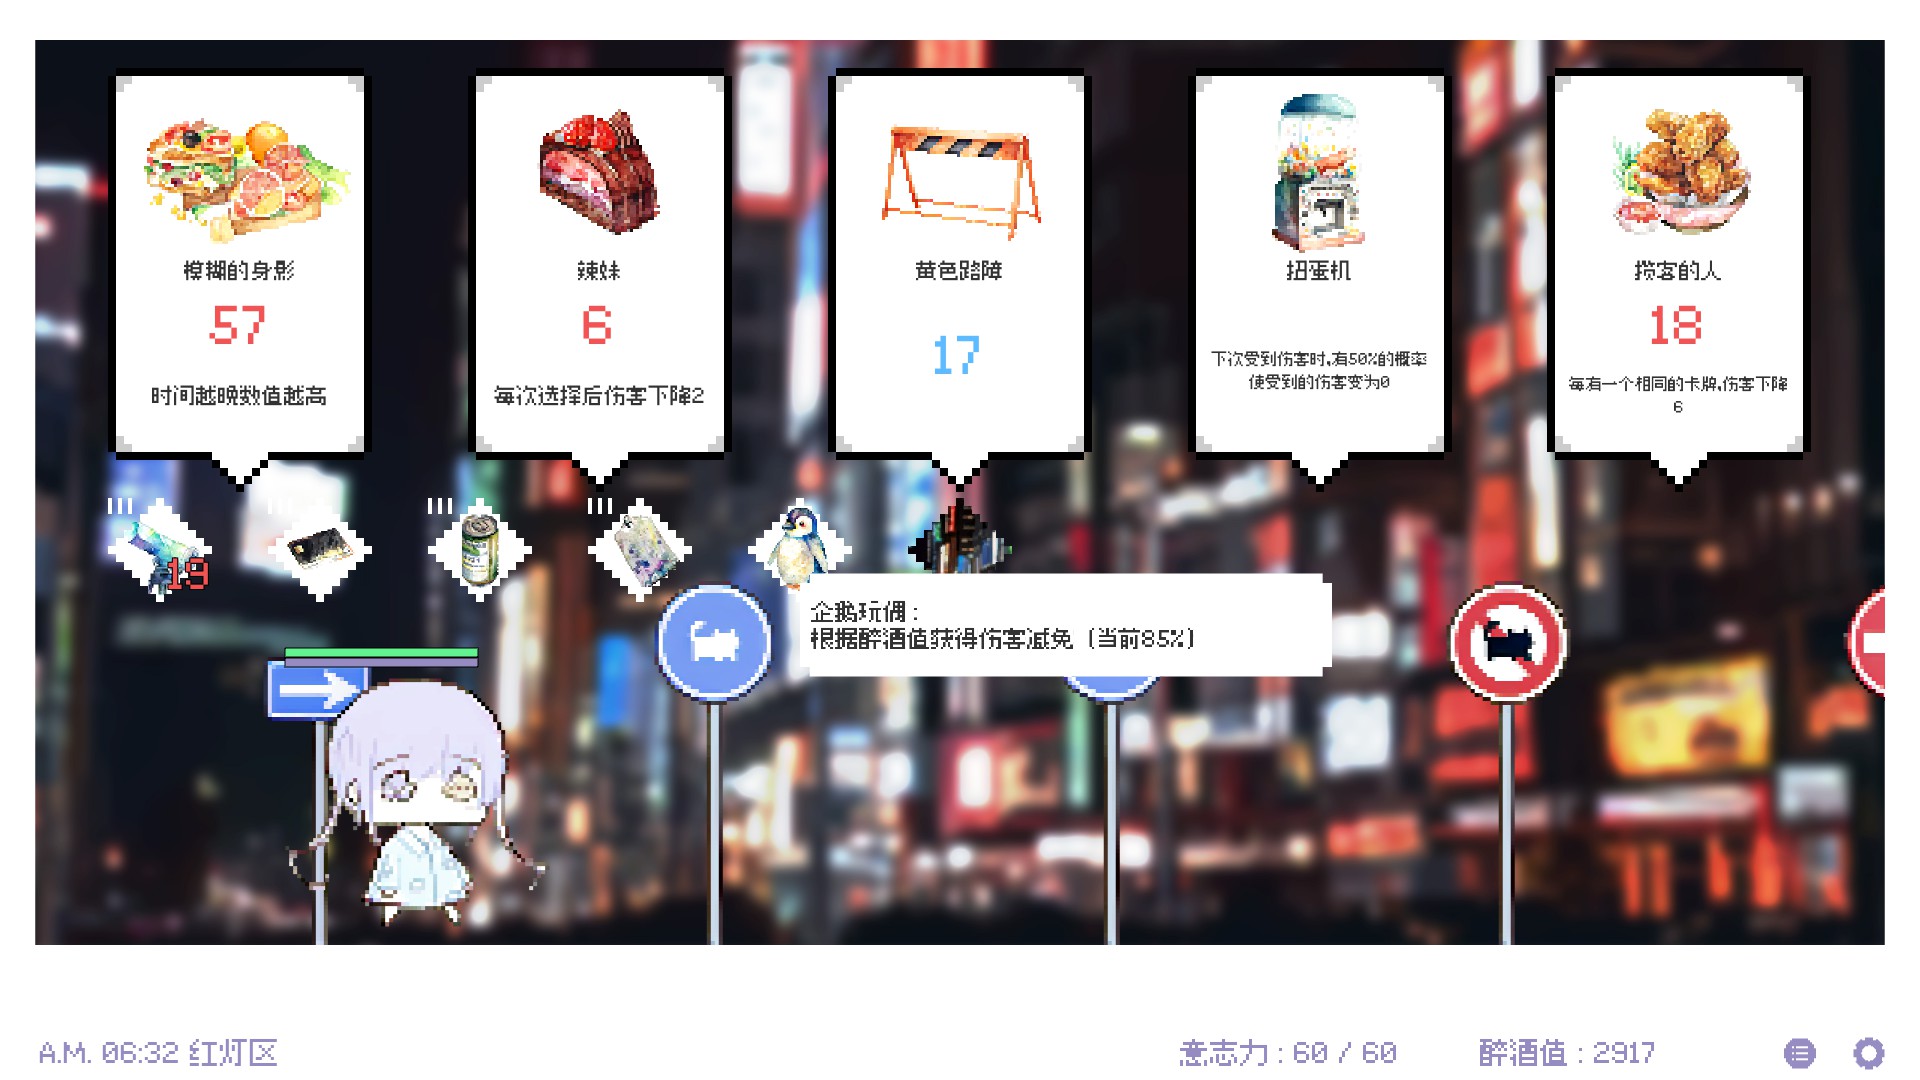 模糊的身影
57
时间越晚数值越高
辣妹
6
每次选择后伤害下降2
黄色路障
17
扭蛋机
下次受到伤害时,有50%的概率
使受到的伤害变为0
揽客的人
18
每有一个相同的卡牌,伤害下降
6
19
企鹅玩偶：
根据醉酒值获得伤害减免 (当前85%)
A.M. 06:32 红灯区
意志力 : 60 / 60
醉酒值 : 2917